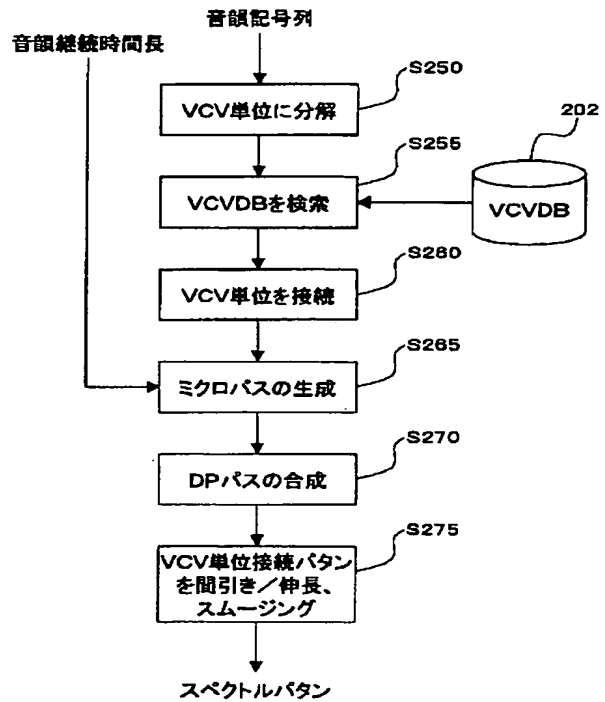 音韻記号列
音韻継続時間長
S250
VCV単位に分解
202
S255
VCVDBを検索
VCVDB
S260
VCV単位を接続
S265
ミクロパスの生成
S270
DPパスの合成
S275
VCV単位接続パタン
を間引き／伸長、
スムージング
スペクトルパタン